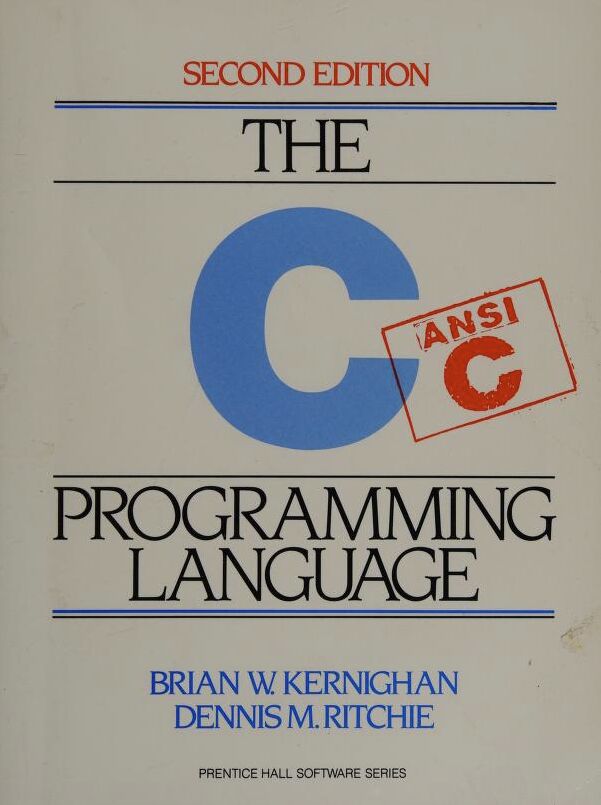 SECOND EDITION
THE
C
ANSI
C
PROGRAMMING
LANGUAGE
BRIAN W. KERNIGHAN
DENNIS M. RITCHIE
PRENTICE HALL SOFTWARE SERIES